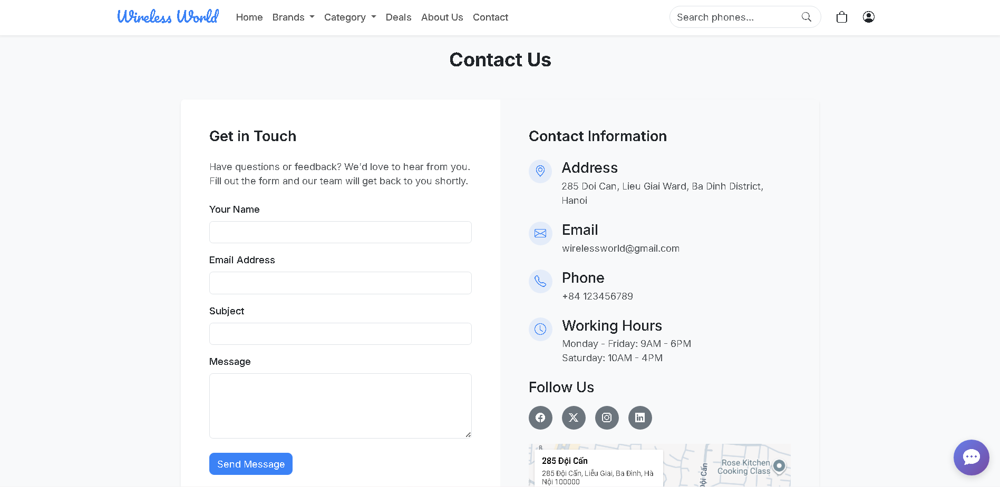 Wireless World
Home
Brands
Category
Deals
About Us
Contact
Search phones...
Contact Us
Get in Touch
Have questions or feedback? We'd love to hear from you.
Fill out the form and our team will get back to you shortly.
Your Name
Email Address
Subject
Message
Send Message
Contact Information
Address
285 Doi Can, Lieu Giai Ward, Ba Dinh District,
Hanoi
Email
wirelessworld@gmail.com
Phone
+84 123456789
Working Hours
Monday - Friday: 9AM - 6PM
Saturday: 10AM - 4PM
Follow Us
285 Đội Cấn
285 Đội Cấn, Liễu Giai, Ba Đình, Hà
Nội 100000
Rose Kitchen
Cooking Class
Đội Cấn